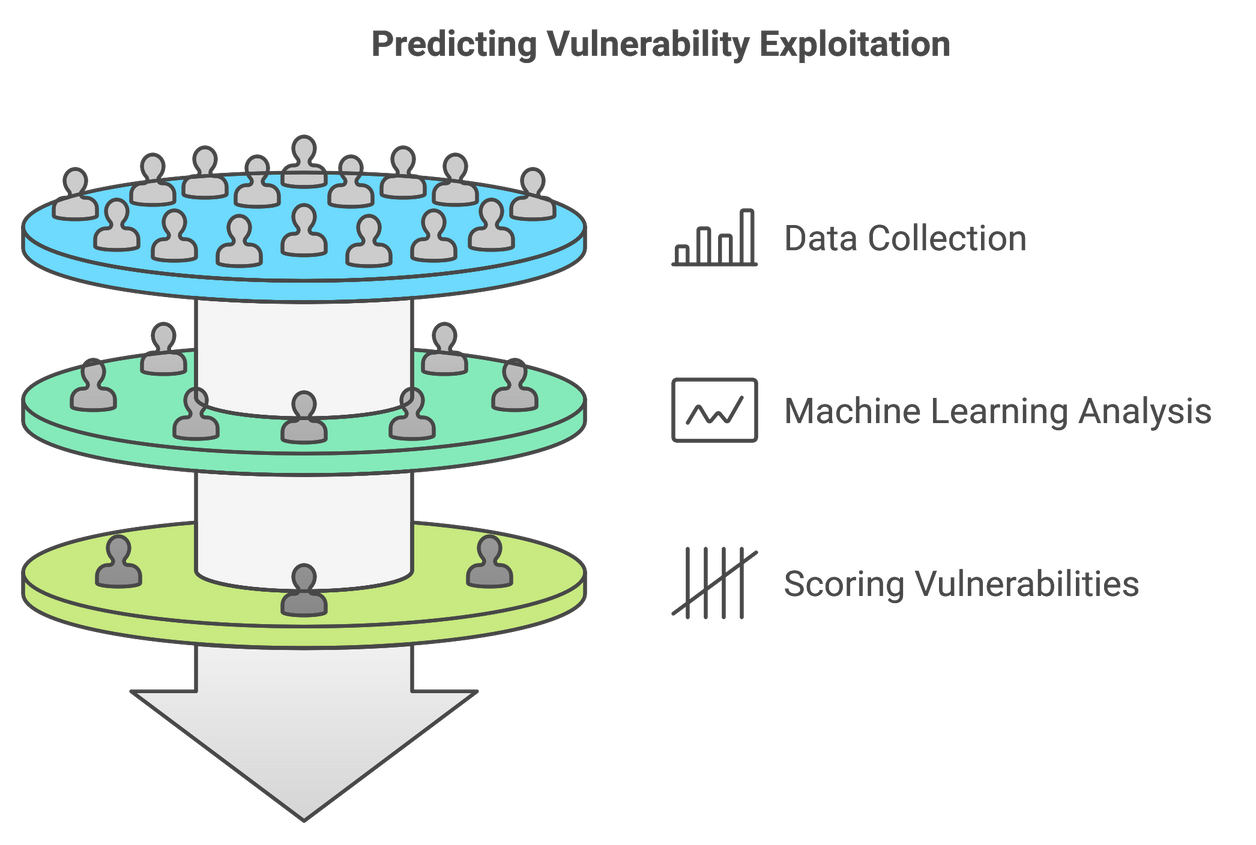 Predicting Vulnerability Exploitation
Data Collection
Machine Learning Analysis
Scoring Vulnerabilities